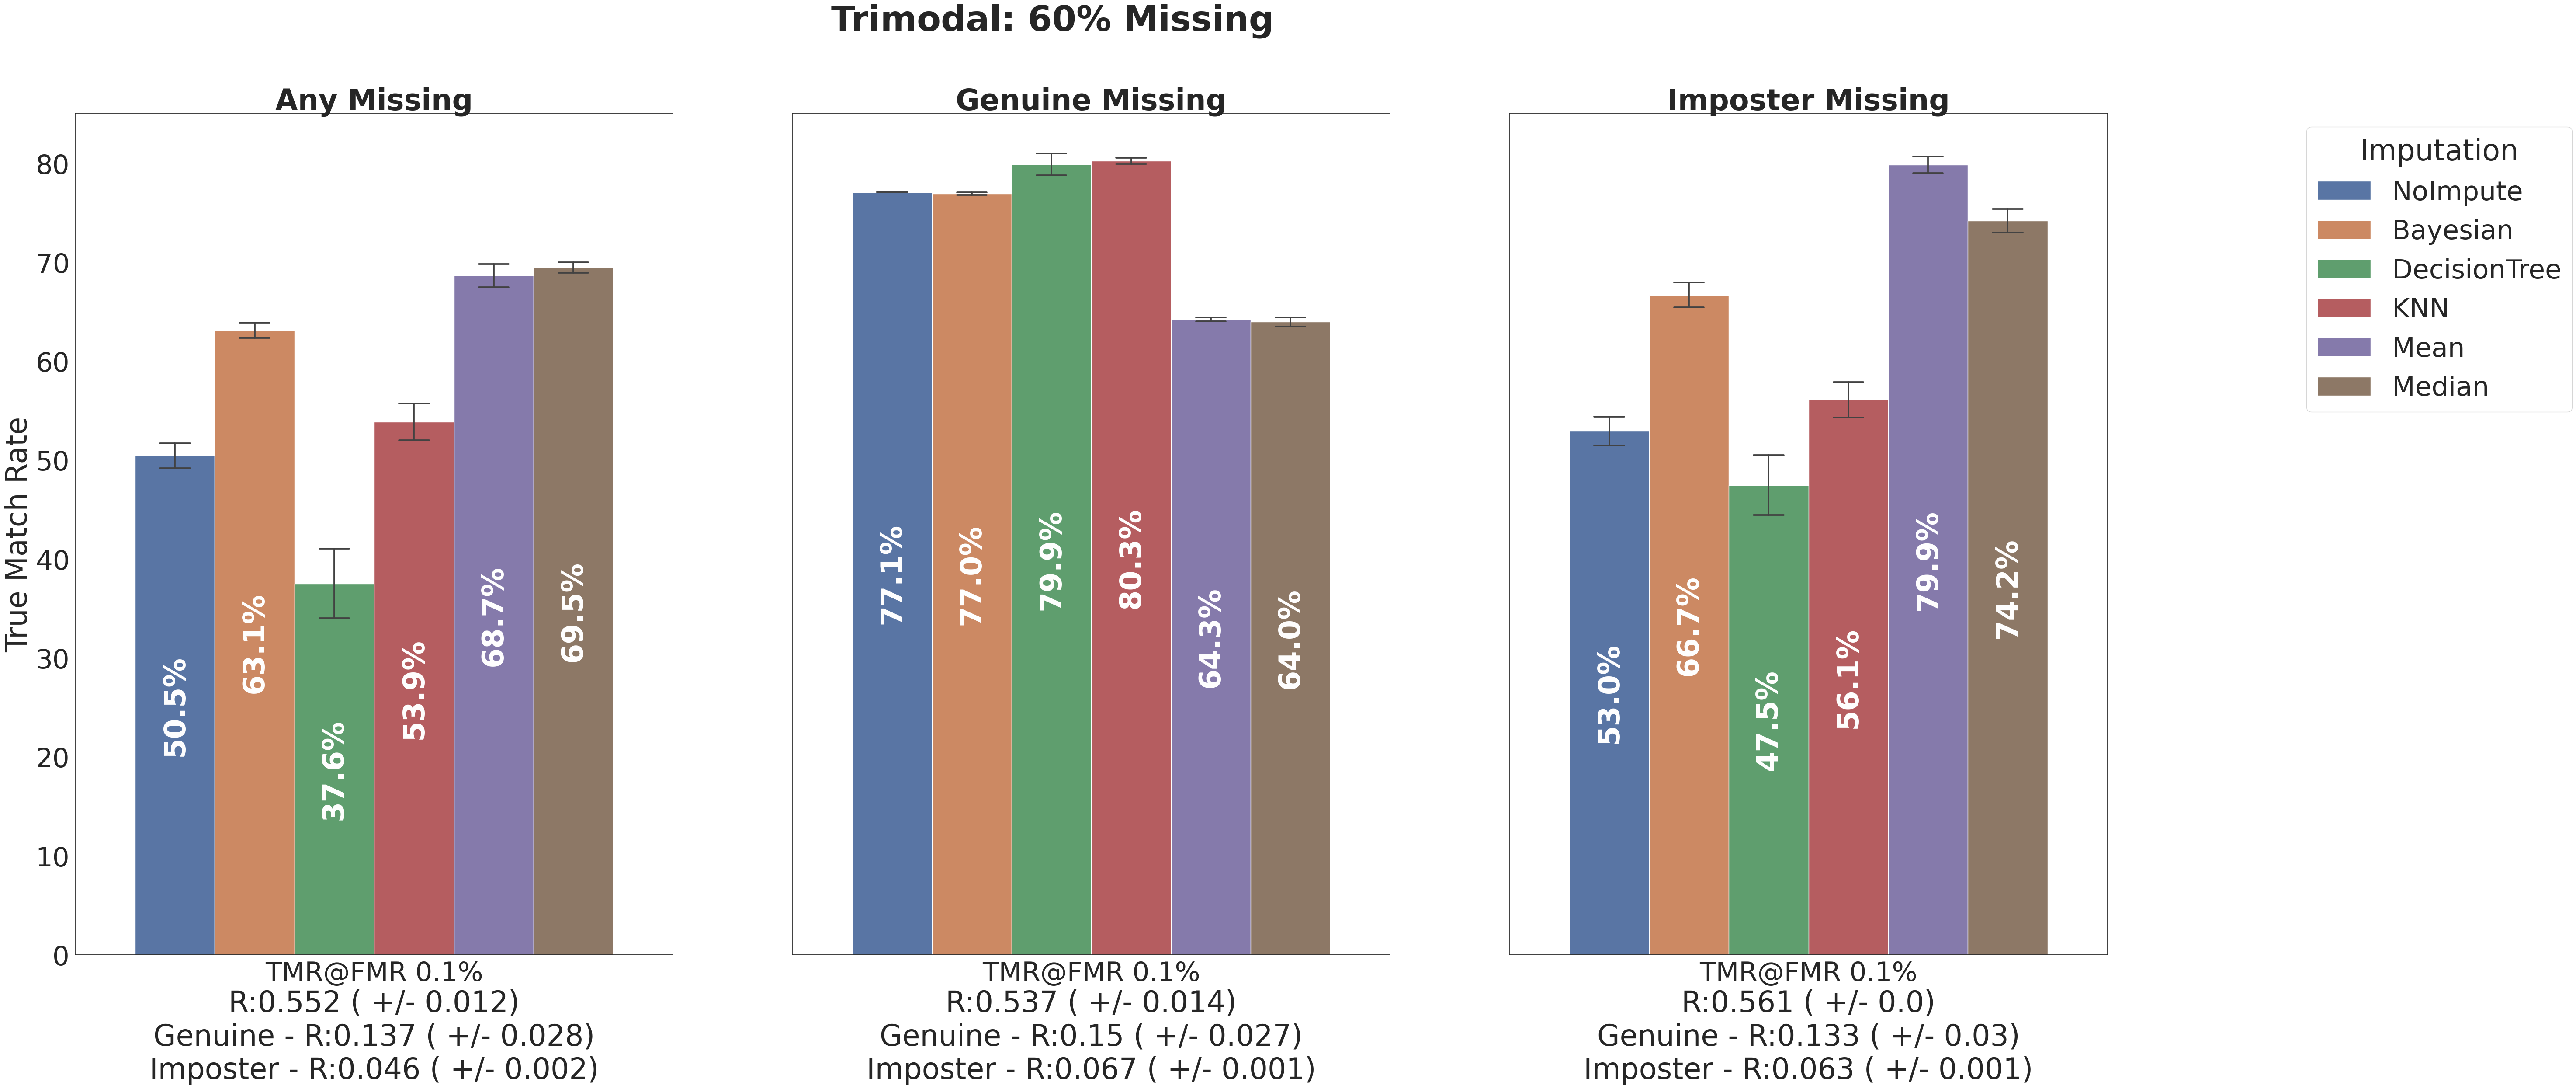 Trimodal: 60% Missing
Any Missing
Genuine Missing
Imposter Missing
True Match Rate
80
70
60
50
40
30
20
10
0
50.5%
63.1%
37.6%
53.9%
68.7%
69.5%
77.1%
77.0%
79.9%
80.3%
64.3%
64.0%
53.0%
66.7%
47.5%
56.1%
79.9%
74.2%
TMR@FMR 0.1%
R:0.552 ( +/- 0.012)
Genuine - R:0.137 ( +/- 0.028)
Imposter - R:0.046 ( +/- 0.002)
TMR@FMR 0.1%
R:0.537 ( +/- 0.014)
Genuine - R:0.15 ( +/- 0.027)
Imposter - R:0.067 ( +/- 0.001)
TMR@FMR 0.1%
R:0.561 ( +/- 0.0)
Genuine - R:0.133 ( +/- 0.03)
Imposter - R:0.063 ( +/- 0.001)
Imputation
NoImpute
Bayesian
DecisionTree
KNN
Mean
Median